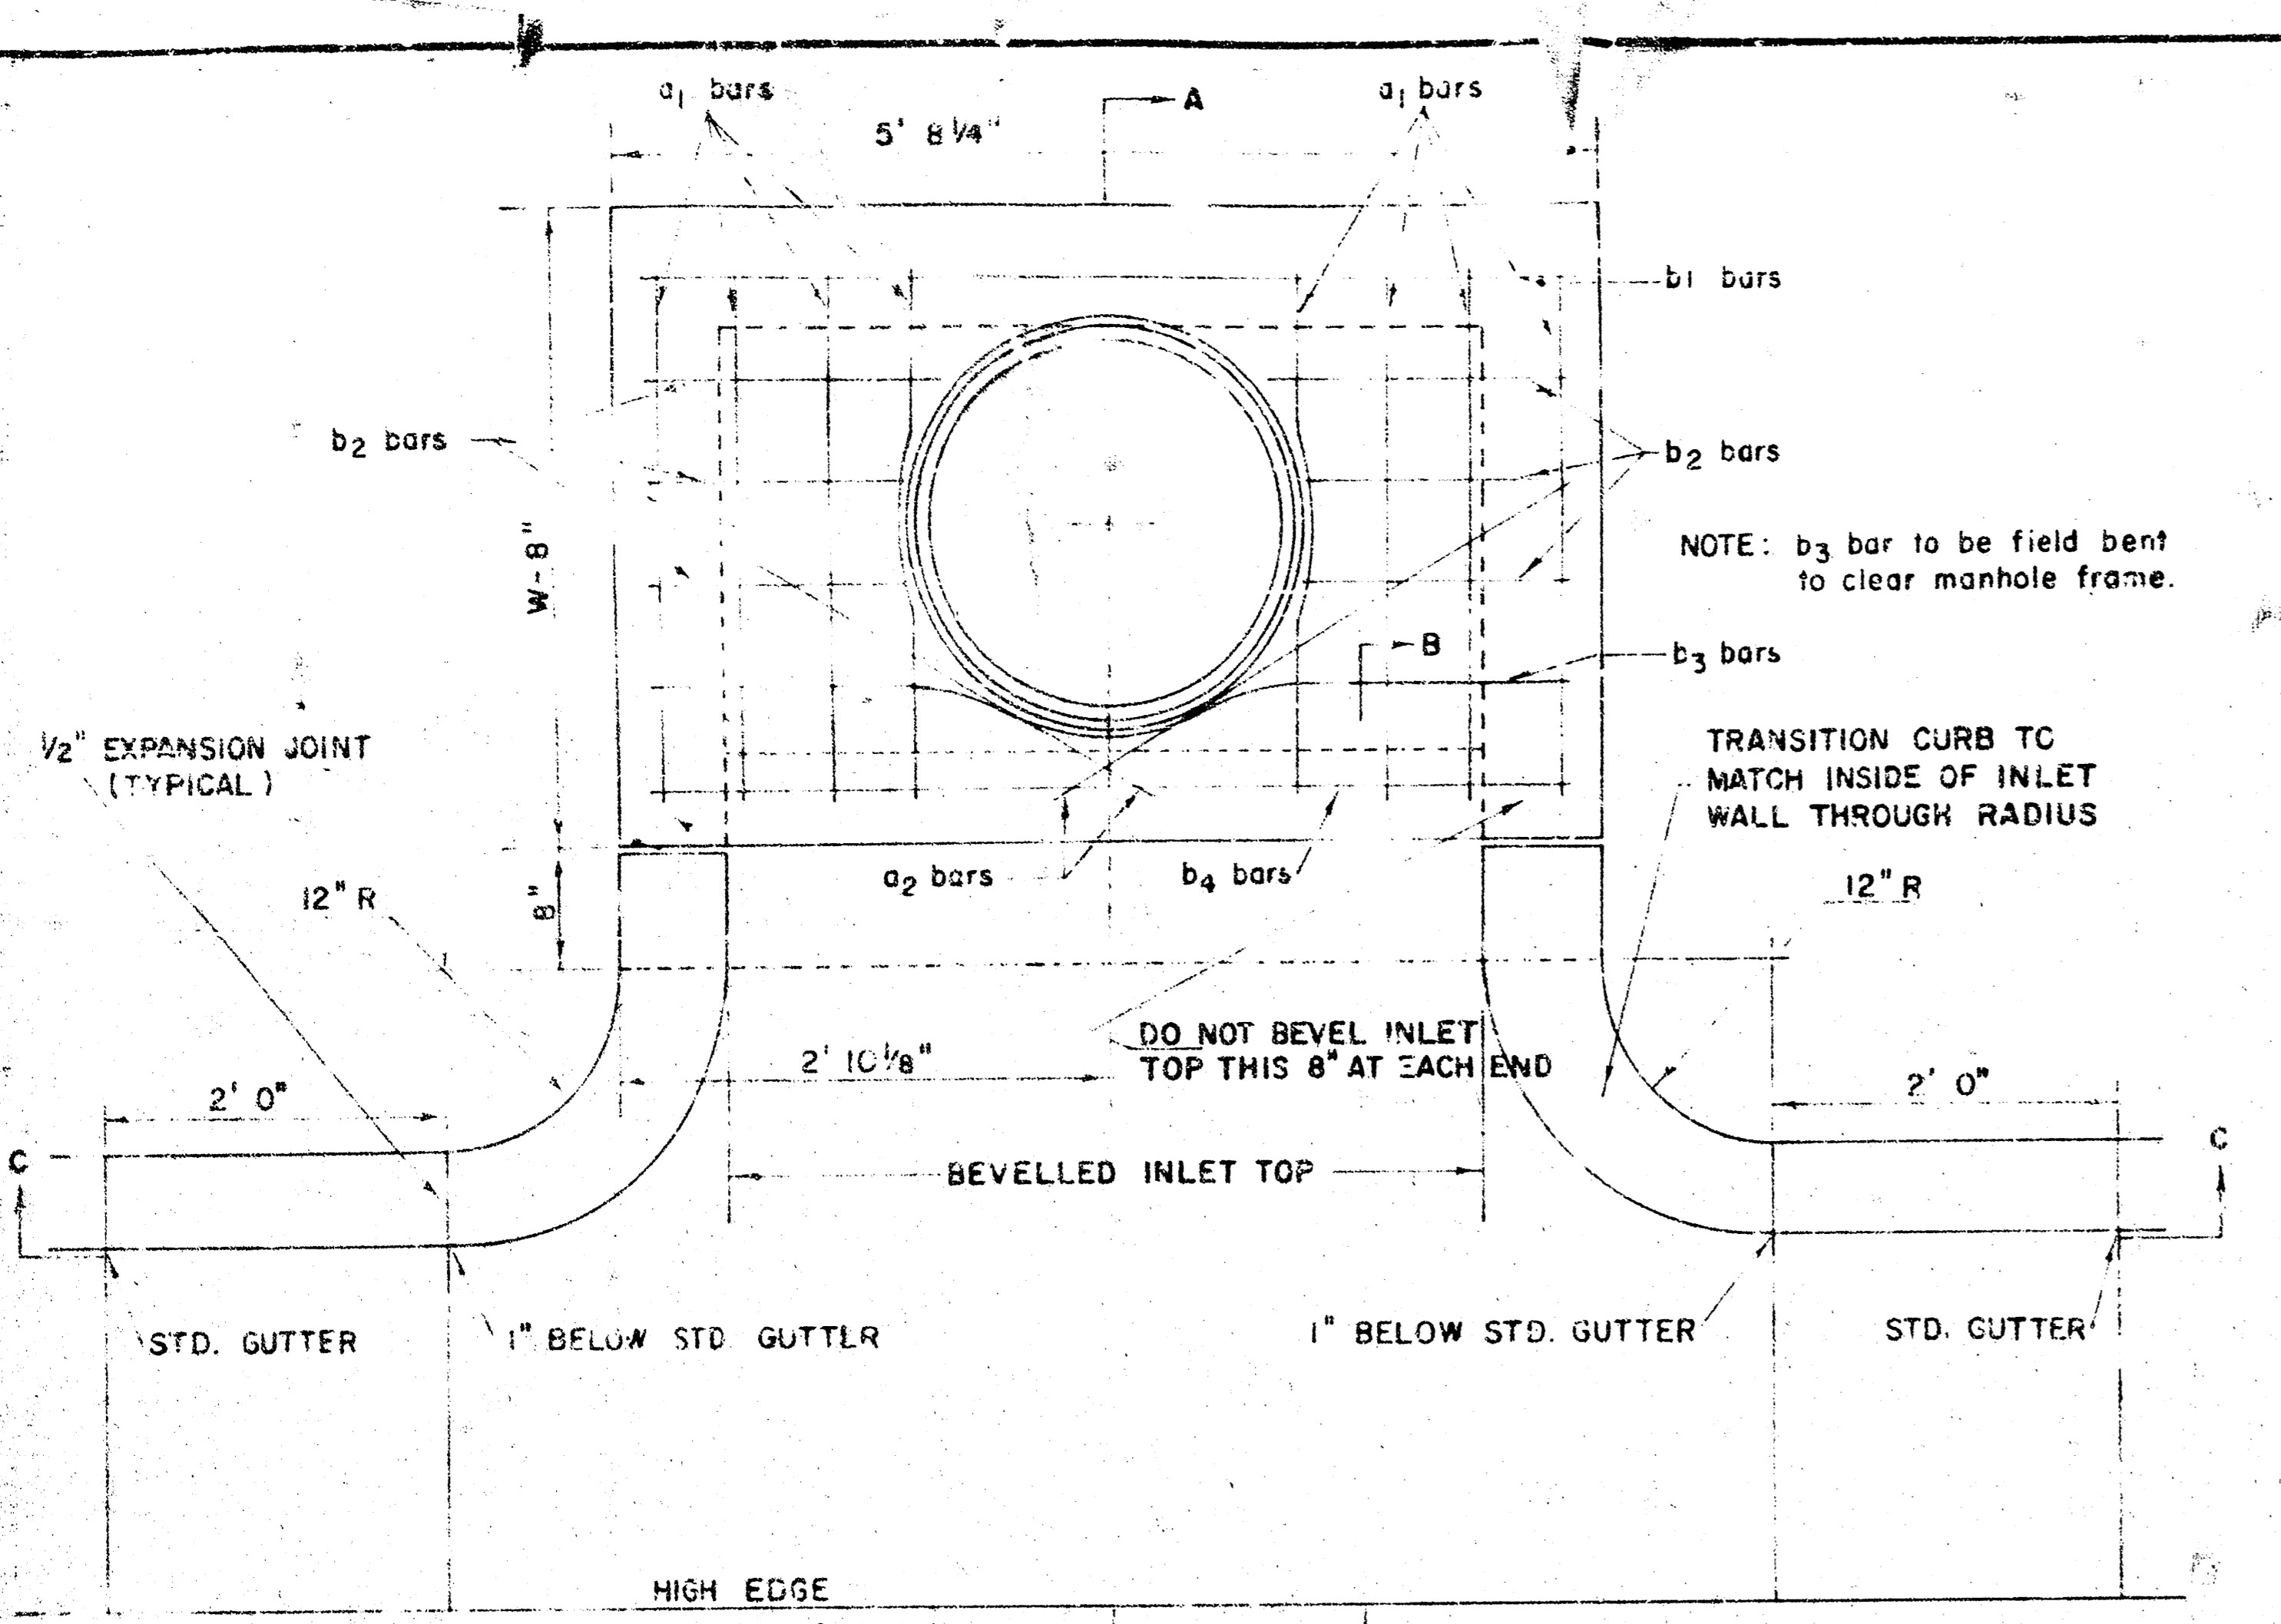 a1 bars
a1 bars
A
5' 8 1/4"
b1 bars
b2 bars
b2 bars
W-8"
NOTE: b3 bar to be field bent
to clear manhole frame.
B
b3 bars
1/2" EXPANSION JOINT
(TYPICAL)
TRANSITION CURB TO
MATCH INSIDE OF INLET
WALL THROUGH RADIUS
a2 bars
b4 bars
12" R
8"
12" R
DO NOT BEVEL INLET
TOP THIS 8" AT EACH END
2' 10 1/8"
2' 0"
2' 0"
C
C
BEVELLED INLET TOP
STD. GUTTER
1" BELOW STD. GUTTER
1" BELOW STD. GUTTER
STD. GUTTER
HIGH EDGE